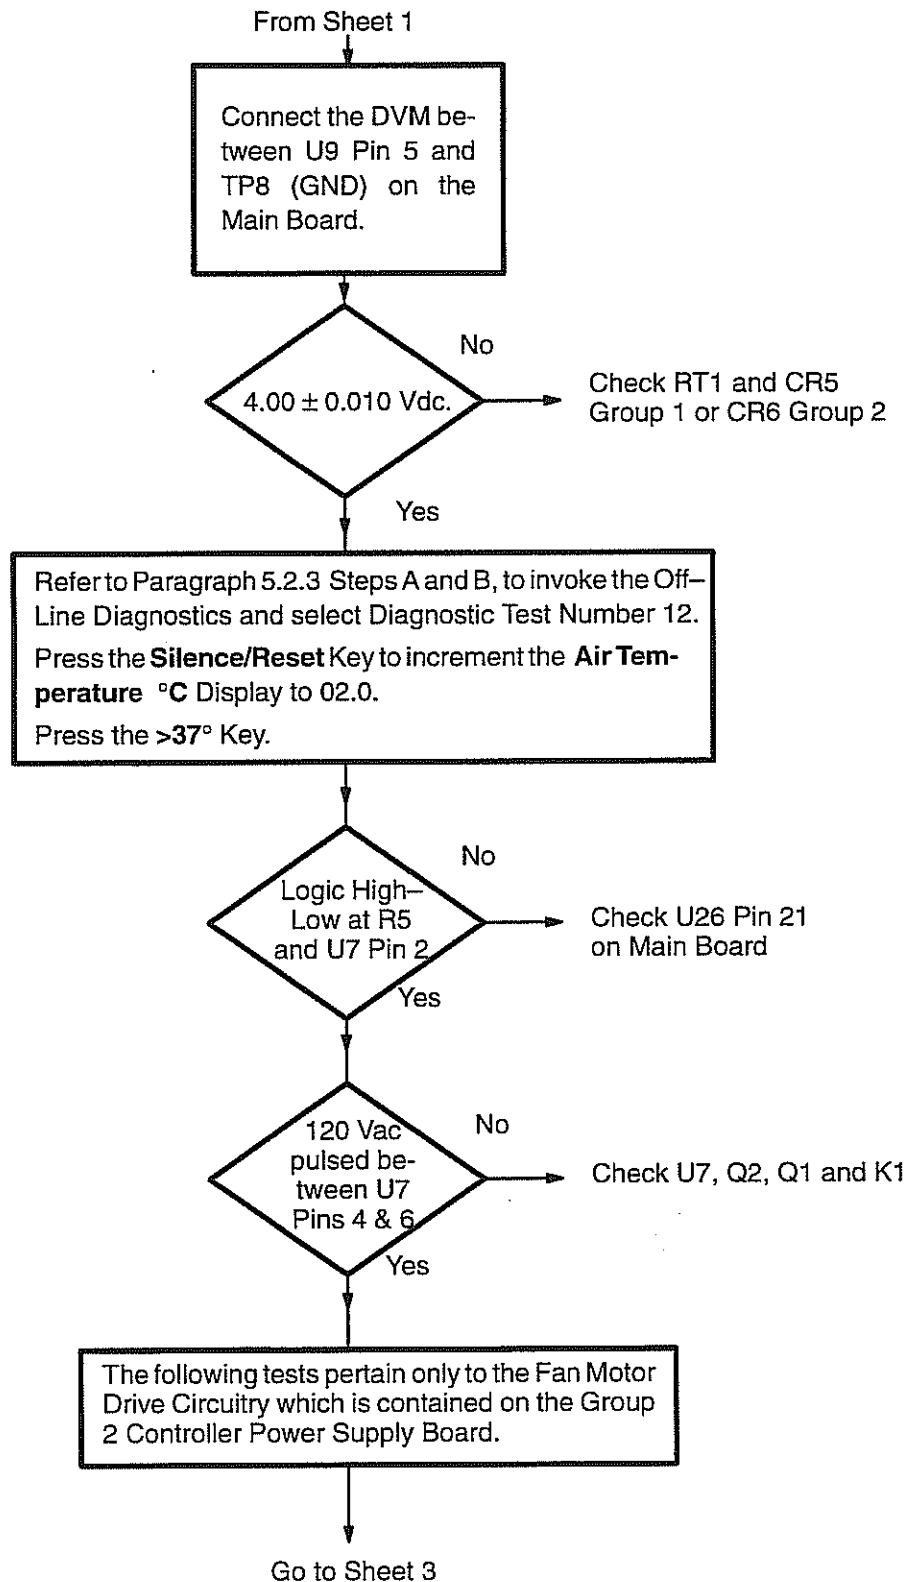 From Sheet 1
Connect the DVM be-
tween U9 Pin 5 and
TP8 (GND) on the
Main Board.
No
4.00 ± 0.010 Vdc.
Check RT1 and CR5
Group 1 or CR6 Group 2
Yes
Refer to Paragraph 5.2.3 Steps A and B, to invoke the Off–
Line Diagnostics and select Diagnostic Test Number 12.
Press the Silence/Reset Key to increment the Air Tem-
perature °C Display to 02.0.
Press the >37° Key.
No
Logic High–
Low at R5
and U7 Pin 2
Check U26 Pin 21
on Main Board
Yes
No
120 Vac
pulsed be-
tween U7
Pins 4 & 6
Check U7, Q2, Q1 and K1
Yes
The following tests pertain only to the Fan Motor
Drive Circuitry which is contained on the Group
2 Controller Power Supply Board.
Go to Sheet 3